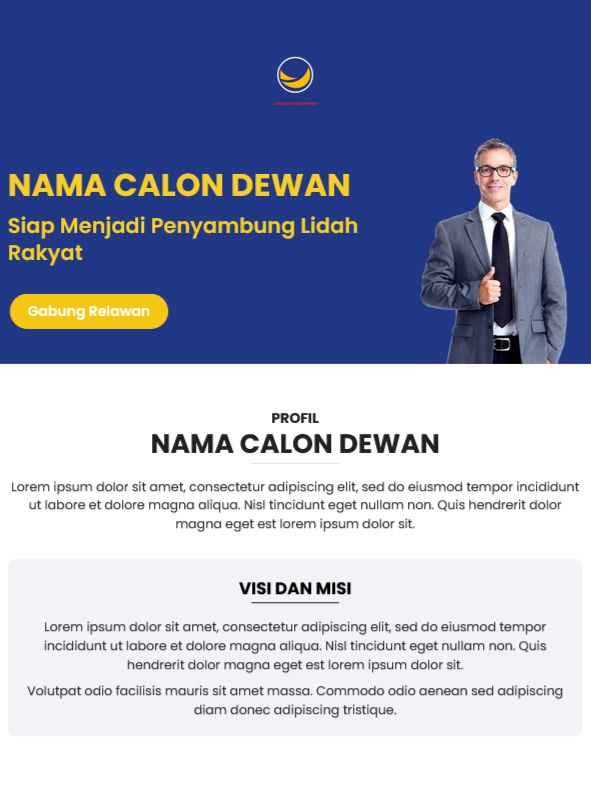 NAMA CALON DEWAN
Siap Menjadi Penyambung Lidah
Rakyat
Gabung Relawan
PROFIL
NAMA CALON DEWAN
Lorem ipsum dolor sit amet, consectetur adipiscing elit, sed do eiusmod tempor incididunt
ut labore et dolore magna aliqua. Nisl tincidunt eget nullam non. Quis hendrerit dolor
magna eget est lorem ipsum dolor sit.
VISI DAN MISI
Lorem ipsum dolor sit amet, consectetur adipiscing elit, sed do eiusmod tempor
incididunt ut labore et dolore magna aliqua. Nisl tincidunt eget nullam non. Quis
hendrerit dolor magna eget est lorem ipsum dolor sit.
Volutpat odio facilisis mauris sit amet massa. Commodo odio aenean sed adipiscing
diam donec adipiscing tristique.